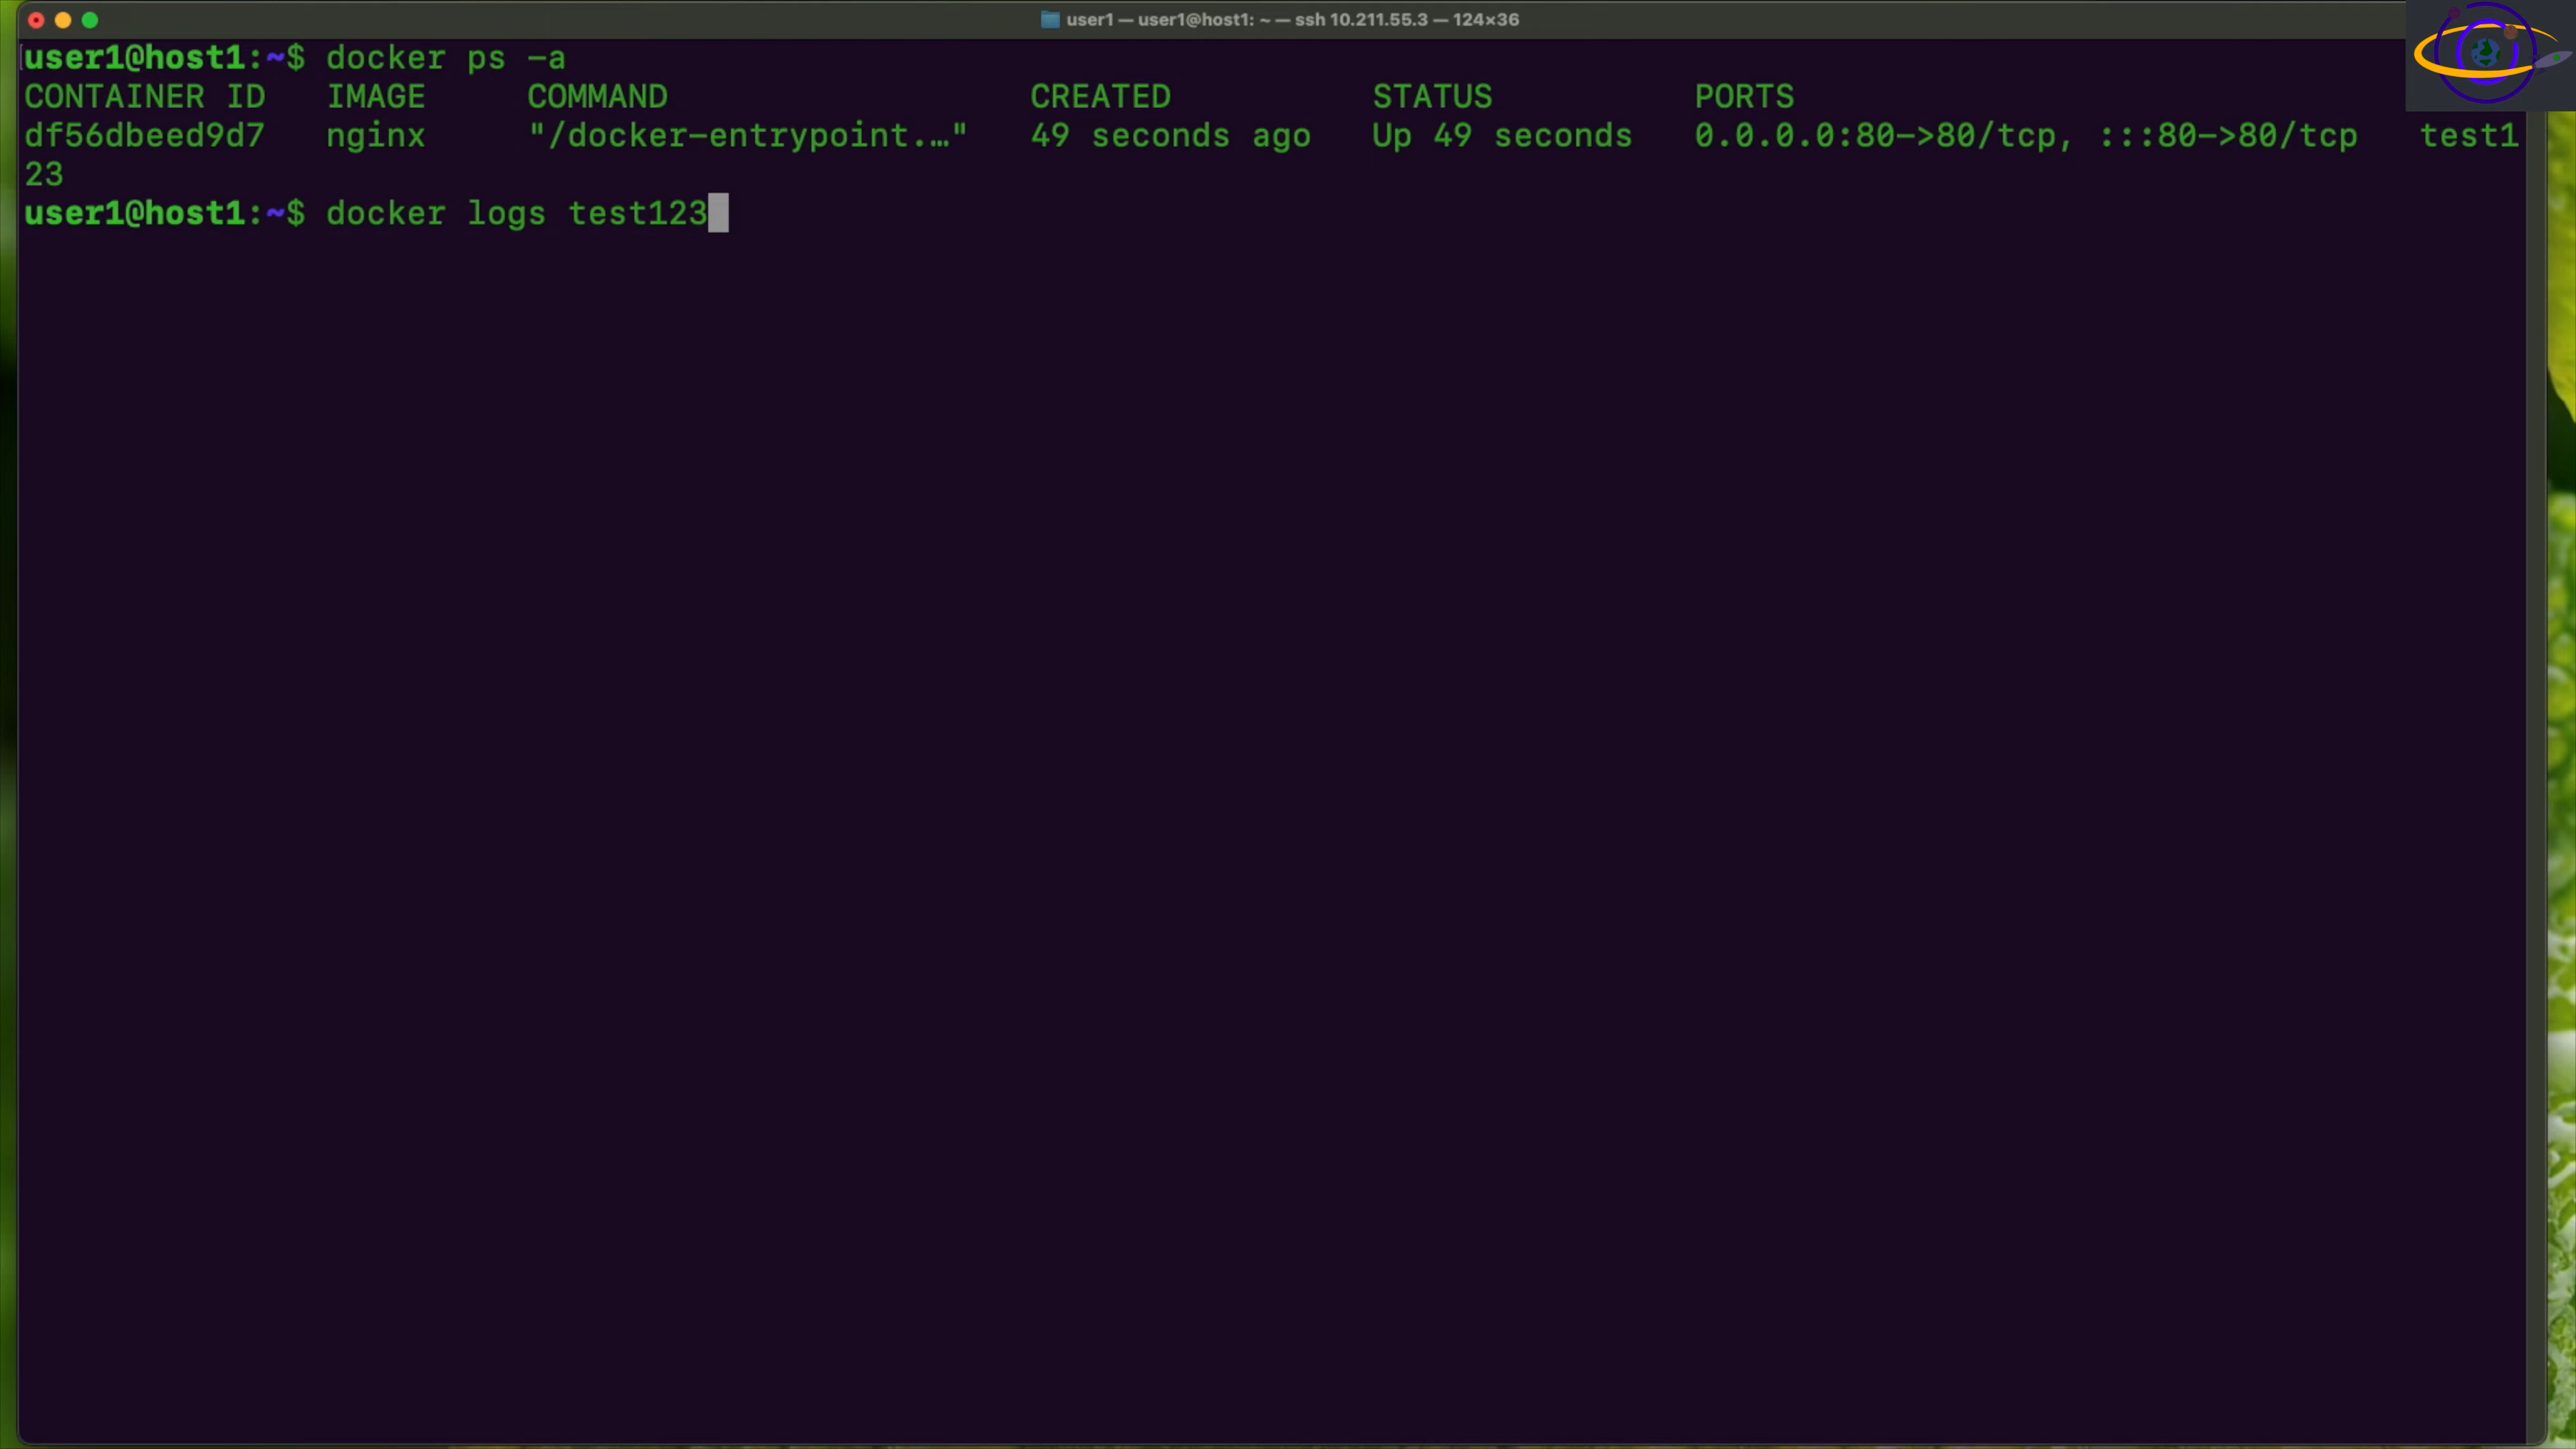 user1 — user1@host1: ~ — ssh 10.211.55.3 — 124×36
user1@host1:~$ docker ps -a
CONTAINER ID   IMAGE     COMMAND                  CREATED          STATUS          PORTS
df56dbeed9d7   nginx     "/docker-entrypoint.…"   49 seconds ago   Up 49 seconds   0.0.0.0:80->80/tcp, :::80->80/tcp   test1
23
user1@host1:~$ docker logs test123